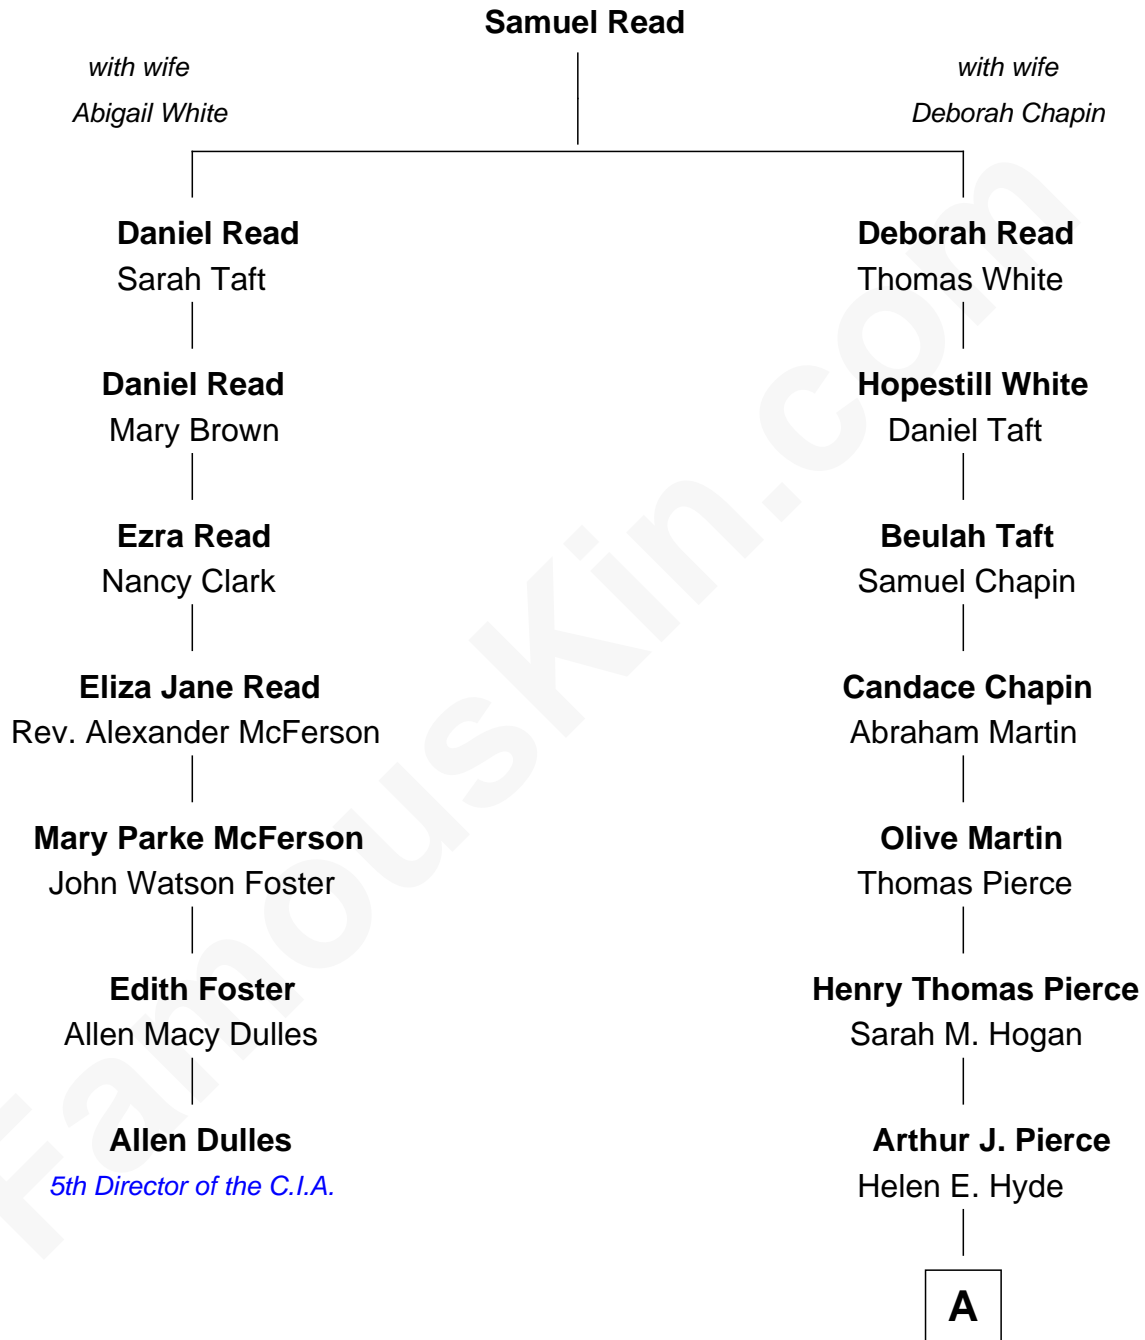 Samuel Read
with wife
Abigail White
with wife
Deborah Chapin
Daniel Read
Sarah Taft
Deborah Read
Thomas White
Daniel Read
Mary Brown
Hopestill White
Daniel Taft
Ezra Read
Nancy Clark
Beulah Taft
Samuel Chapin
Eliza Jane Read
Rev. Alexander McFerson
Candace Chapin
Abraham Martin
Mary Parke McFerson
John Watson Foster
Olive Martin
Thomas Pierce
Edith Foster
Allen Macy Dulles
Henry Thomas Pierce
Sarah M. Hogan
Allen Dulles
5th Director of the C.I.A.
Arthur J. Pierce
Helen E. Hyde
A
FamousKin.com